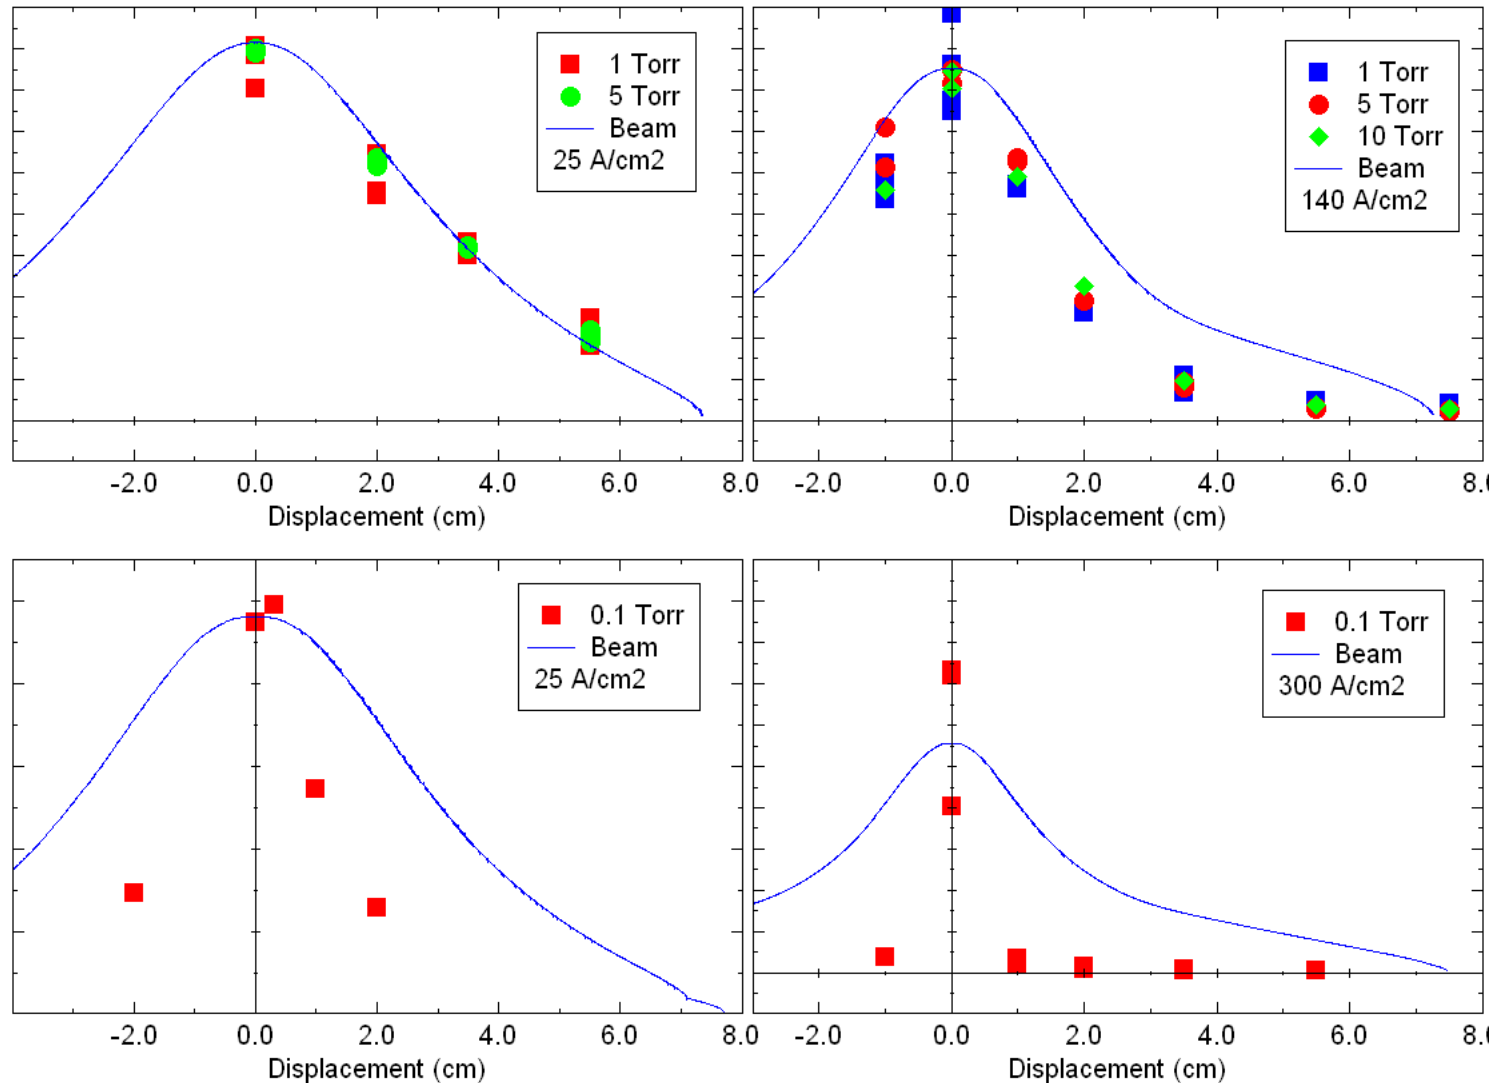 1 Torr
5 Torr
Beam
25 A/cm2
-2.0 0.0 2.0 4.0 6.0 8.0
Displacement (cm)
1 Torr
5 Torr
10 Torr
Beam
140 A/cm2
-2.0 0.0 2.0 4.0 6.0 8.0
Displacement (cm)
0.1 Torr
Beam
25 A/cm2
-2.0 0.0 2.0 4.0 6.0 8.0
Displacement (cm)
0.1 Torr
Beam
300 A/cm2
-2.0 0.0 2.0 4.0 6.0 8.0
Displacement (cm)